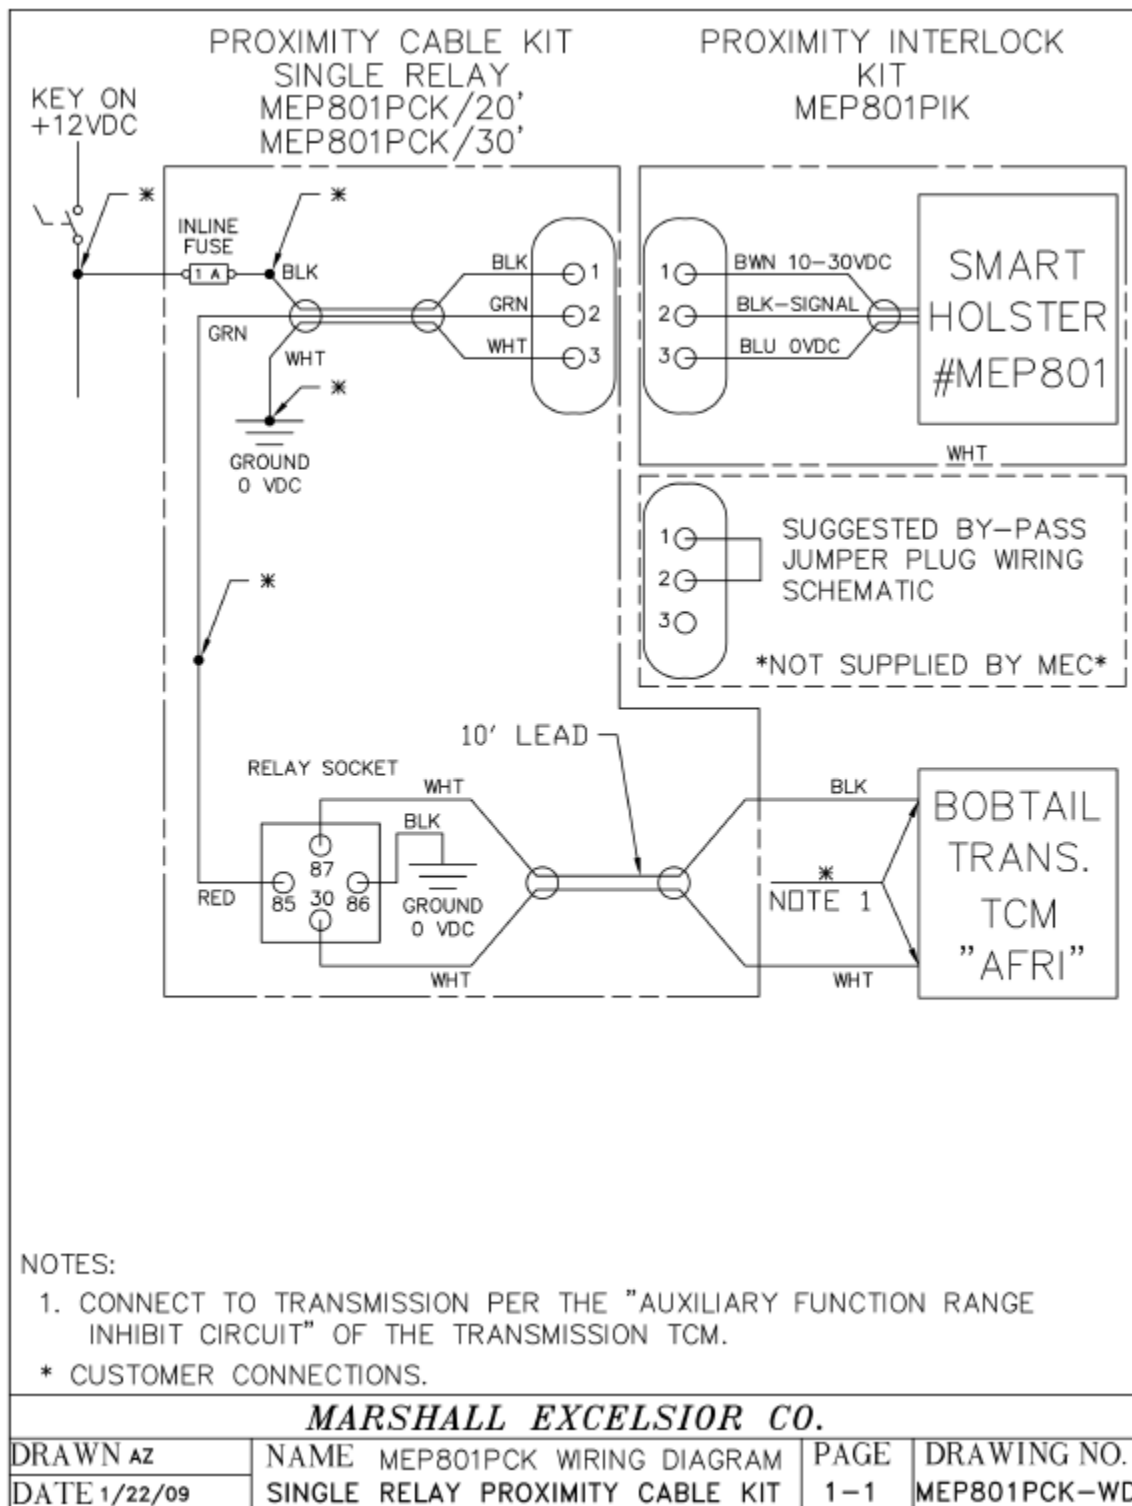 PROXIMITY CABLE KIT
SINGLE RELAY
MEP801PCK/20'
MEP801PCK/30'
PROXIMITY INTERLOCK
KIT
MEP801PIK
KEY ON
+12VDC
*
*
INLINE
FUSE
1 A
BLK
GRN
WHT
*
GROUND
0 VDC
BLK
GRN
WHT
1
2
3
1
2
3
BWN 10-30VDC
BLK-SIGNAL
BLU 0VDC
SMART
HOLSTER
#MEP801
WHT
1
2
3
SUGGESTED BY-PASS
JUMPER PLUG WIRING
SCHEMATIC
*NOT SUPPLIED BY MEC*
*
10' LEAD
RELAY SOCKET
WHT
BLK
87
85
30
86
RED
GROUND
0 VDC
WHT
BLK
*
NOTE 1
WHT
BOBTAIL
TRANS.
TCM
"AFRI"
NOTES:
1. CONNECT TO TRANSMISSION PER THE "AUXILIARY FUNCTION RANGE
INHIBIT CIRCUIT" OF THE TRANSMISSION TCM.
* CUSTOMER CONNECTIONS.
MARSHALL EXCELSIOR CO.
DRAWN AZ
DATE 1/22/09
NAME MEP801PCK WIRING DIAGRAM
SINGLE RELAY PROXIMITY CABLE KIT
PAGE
1-1
DRAWING NO.
MEP801PCK-WD